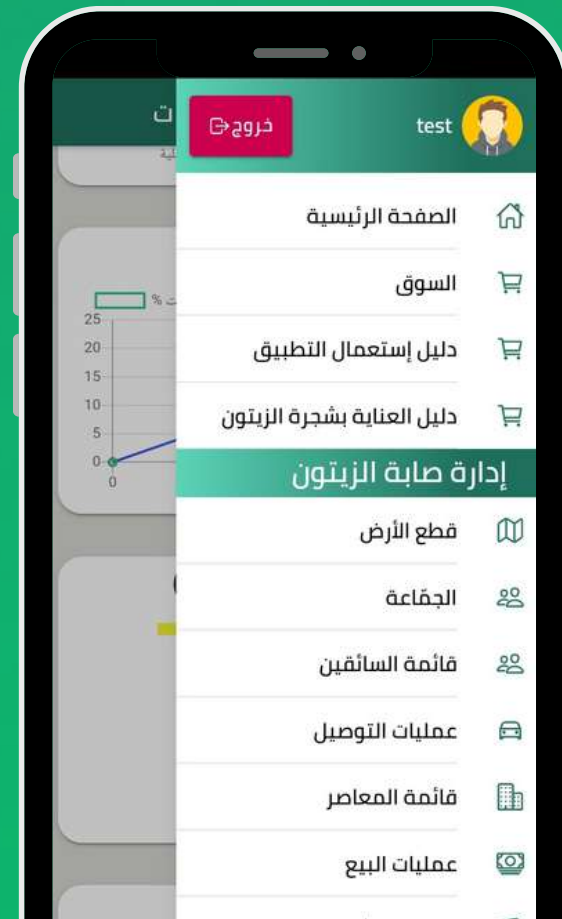 test
خروج
الصفحة الرئيسية
السوق
دليل إستعمال التطبيق
دليل العناية بشجرة الزيتون
إدارة صابة الزيتون
قطع الأرض
الجمّاعة
قائمة السائقين
عمليات التوصيل
قائمة المعاصر
عمليات البيع
%
25
20
15
10
5
0
0